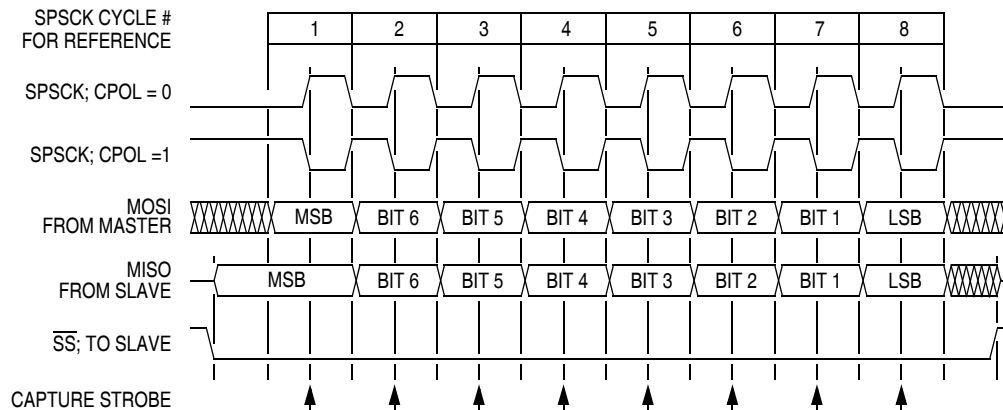 SPSCK CYCLE #
FOR REFERENCE
1 2 3 4 5 6 7 8
SPSCK; CPOL = 0
SPSCK; CPOL =1
MOSI
FROM MASTER
MSB BIT 6 BIT 5 BIT 4 BIT 3 BIT 2 BIT 1 LSB
MISO
FROM SLAVE
MSB BIT 6 BIT 5 BIT 4 BIT 3 BIT 2 BIT 1 LSB
SS; TO SLAVE
CAPTURE STROBE